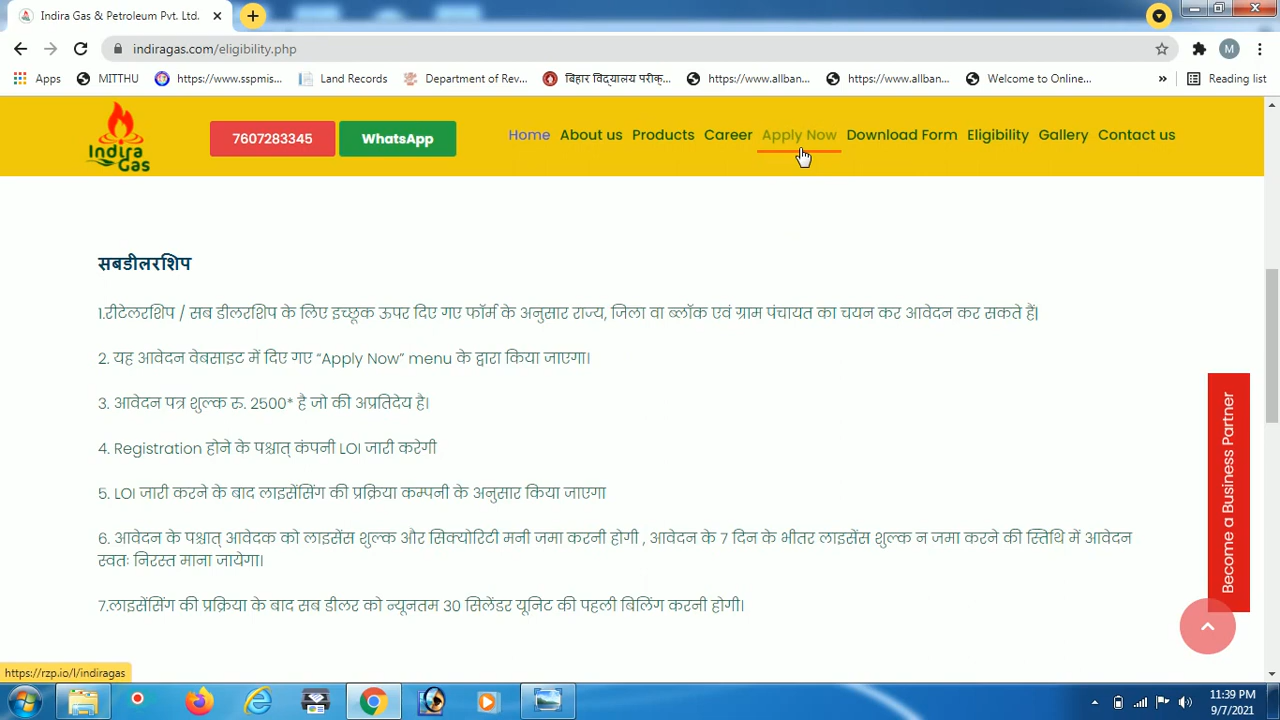 Indira Gas & Petroleum Pvt. Ltd.
indiragas.com/eligibility.php
M
Apps MITTHU https://www.sspmis... Land Records Department of Rev... बिहार विद्यालय परीक्... https://www.allban... https://www.allban... Welcome to Online... » Reading list
Indira
Gas
7607283345 WhatsApp Home About us Products Career Apply Now Download Form Eligibility Gallery Contact us
सबडीलरशिप
1.रीटेलरशिप / सब डीलरशिप के लिए इच्छूक ऊपर दिए गए फॉर्म के अनुसार राज्य, जिला वा ब्लॉक एवं ग्राम पंचायत का चयन कर आवेदन कर सकते हैं|
2. यह आवेदन वेबसाइट में दिए गए “Apply Now” menu के द्वारा किया जाएगा।
3. आवेदन पत्र शुल्क रु. 2500* है जो की अप्रतिदेय है।
4. Registration होने के पश्चात् कंपनी LOI जारी करेगी
5. LOI जारी करने के बाद लाइसेंसिंग की प्रक्रिया कम्पनी के अनुसार किया जाएगा
6. आवेदन के पश्चात् आवेदक को लाइसेंस शुल्क और सिक्योरिटी मनी जमा करनी होगी , आवेदन के 7 दिन के भीतर लाइसेंस शुल्क न जमा करने की स्तिथि में आवेदन
स्वतः निरस्त माना जायेगा।
7.लाइसेंसिंग की प्रक्रिया के बाद सब डीलर को न्यूनतम 30 सिलेंडर यूनिट की पहली बिलिंग करनी होगी।
Become a Business Partner
https://rzp.io/l/indiragas
11:39 PM
9/7/2021